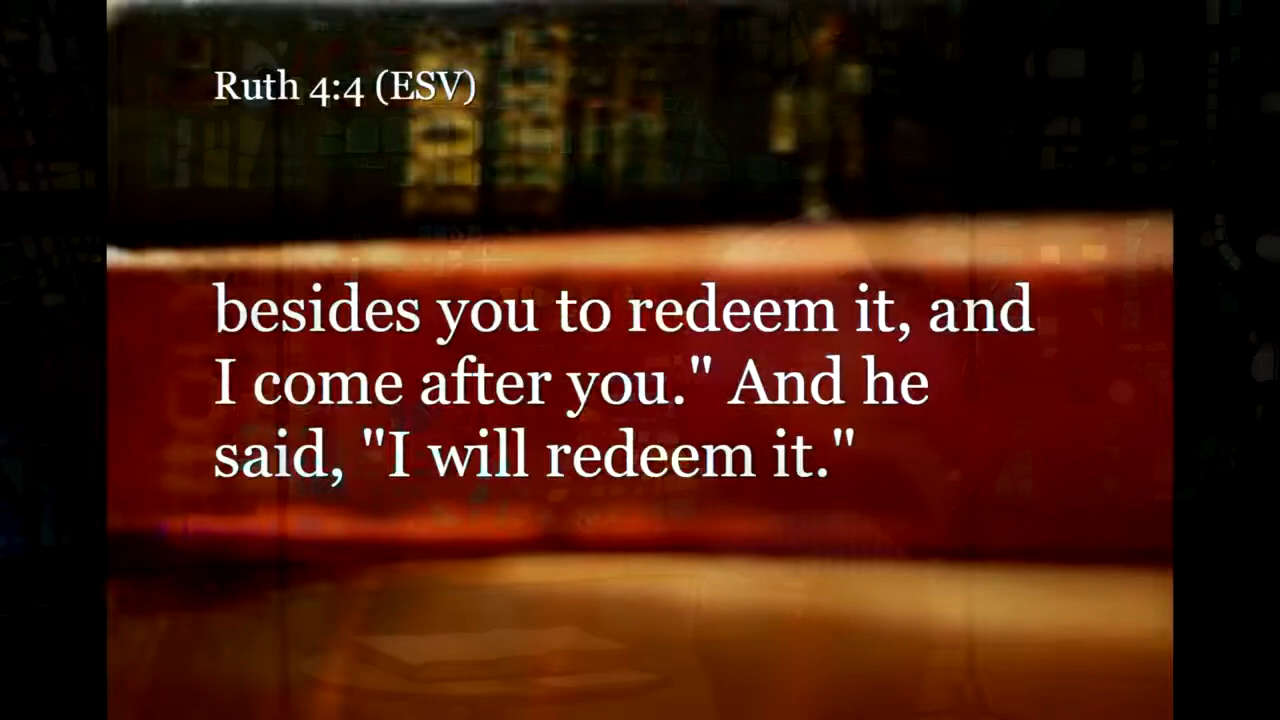 Ruth 4:4 (ESV)
besides you to redeem it, and
I come after you." And he
said, "I will redeem it."